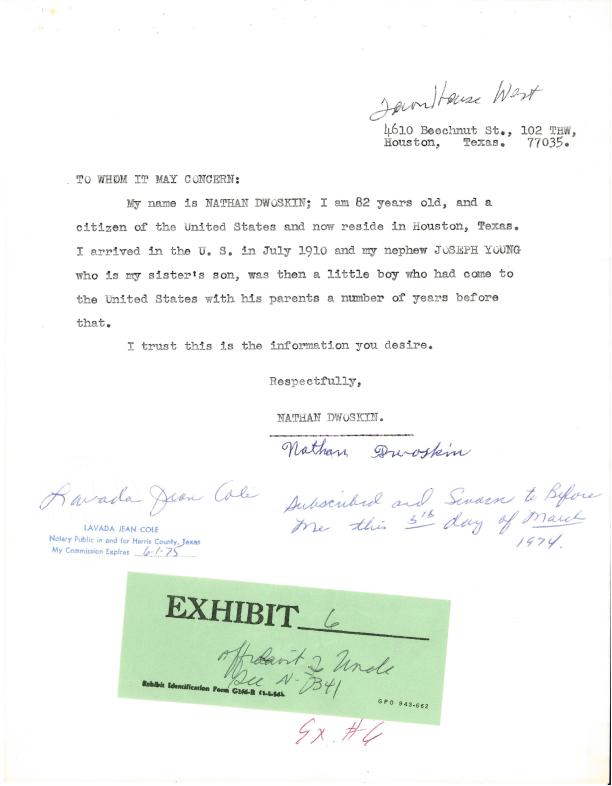 Town House West
4610 Beechnut St., 102 THW,
Houston, Texas. 77035.
TO WHOM IT MAY CONCERN:
My name is NATHAN DWOSKIN; I am 82 years old, and a
citizen of the United States and now reside in Houston, Texas.
I arrived in the U. S. in July 1910 and my nephew JOSEPH YOUNG
who is my sister's son, was then a little boy who had come to
the United States with his parents a number of years before
that.
I trust this is the information you desire.
Respectfully,
NATHAN DWOSKIN.
Nathan Dwoskin
Lavada Jean Cole
LAVADA JEAN COLE
Notary Public in and for Harris County, Texas
My Commission Expires 6-1-75
Subscribed and Sworn to Before
Me this 5th day of March
1974.
EXHIBIT 6
affidavit of Uncle
See N-
Exhibit Identification Form G166-B
GPO 943-662
Ex. #6